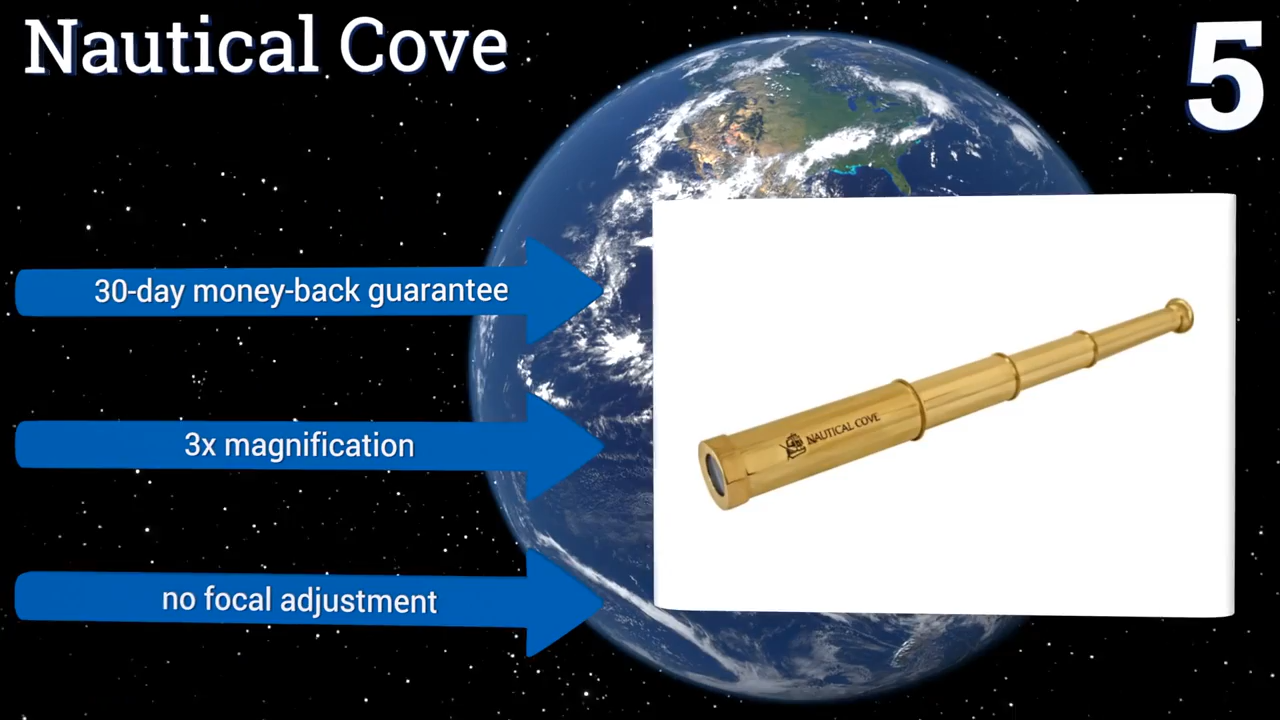 Nautical Cove
5
30-day money-back guarantee
3x magnification
no focal adjustment
NAUTICAL COVE